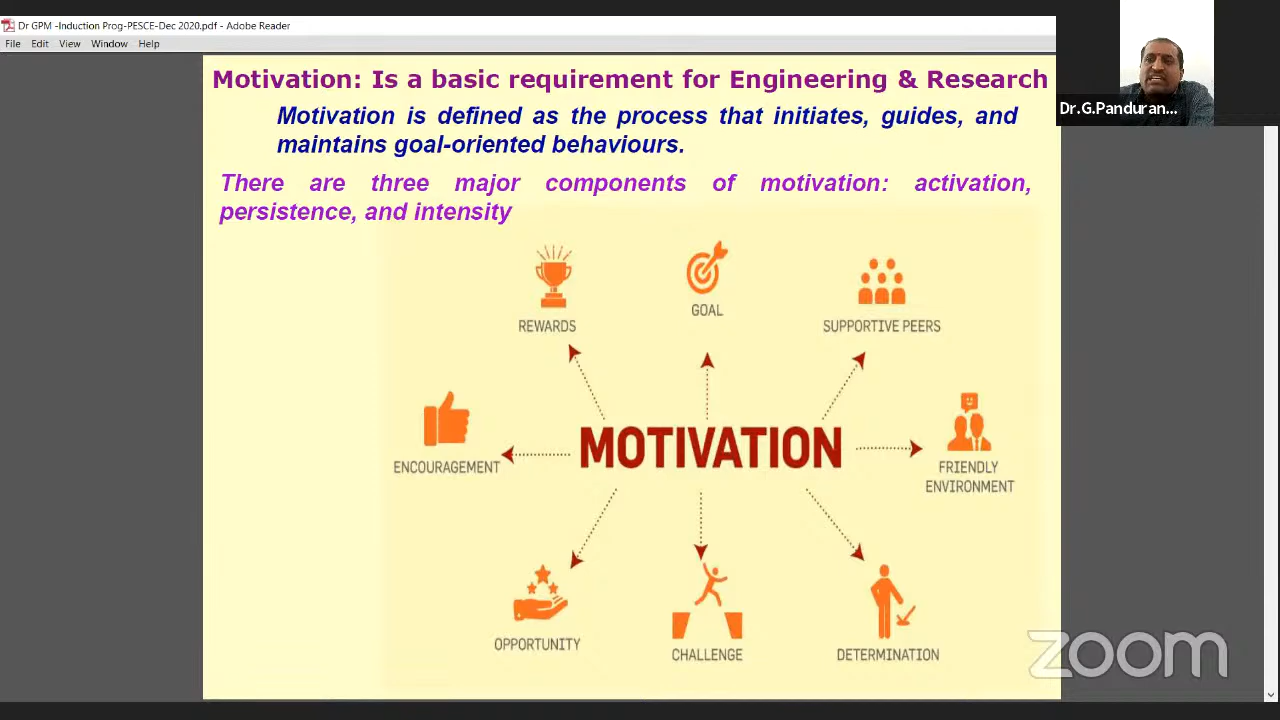 Dr GPM -Induction Prog-PESCE-Dec 2020.pdf - Adobe Reader
File Edit View Window Help
Dr.G.Panduran...
Motivation: Is a basic requirement for Engineering & Research
Motivation is defined as the process that initiates, guides, and
maintains goal-oriented behaviours.
There are three major components of motivation: activation,
persistence, and intensity
REWARDS
GOAL
SUPPORTIVE PEERS
ENCOURAGEMENT
MOTIVATION
FRIENDLY
ENVIRONMENT
OPPORTUNITY
CHALLENGE
DETERMINATION
zoom